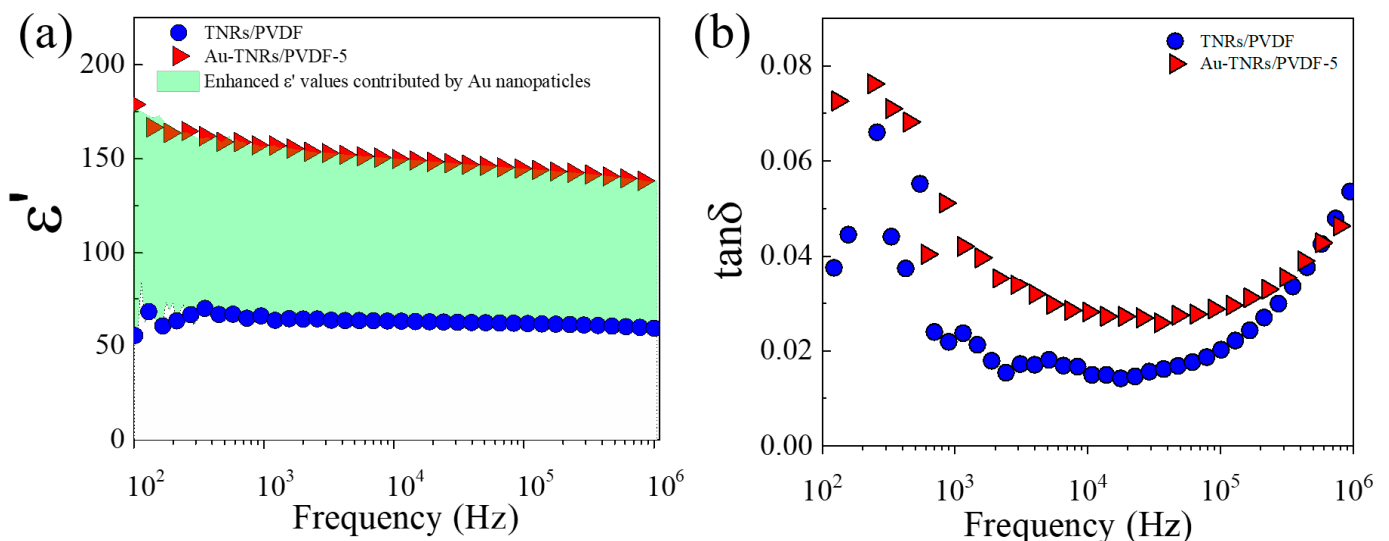 (a)
TNRs/PVDF
Au-TNRs/PVDF-5
Enhanced ε' values contributed by Au nanopaticles
200
150
100
50
0
ε'
10² 10³ 10⁴ 10⁵ 10⁶
Frequency (Hz)
(b)
TNRs/PVDF
Au-TNRs/PVDF-5
0.08
0.06
0.04
0.02
0.00
tanδ
10² 10³ 10⁴ 10⁵ 10⁶
Frequency (Hz)